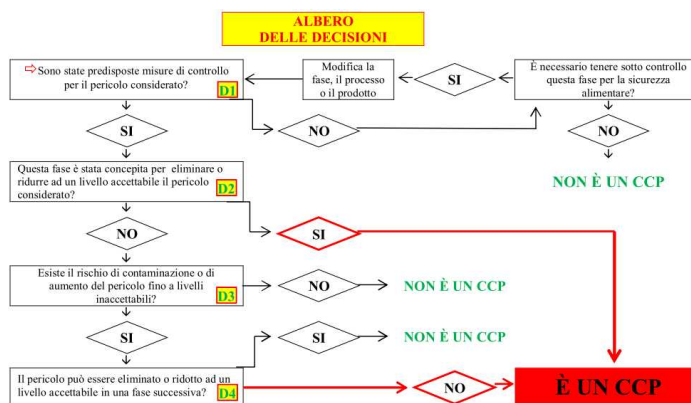 ALBERO
DELLE DECISIONI
⇨Sono state predisposte misure di controllo
per il pericolo considerato?
D1
Modifica la
fase, il processo
o il prodotto
SI
È necessario tenere sotto controllo
questa fase per la sicurezza
alimentare?
SI
NO
NO
NON È UN CCP
Questa fase è stata concepita per eliminare o
ridurre ad un livello accettabile il pericolo
considerato?
D2
NO
SI
Esiste il rischio di contaminazione o di
aumento del pericolo fino a livelli
inaccettabili?
D3
NO
NON È UN CCP
SI
SI
NON È UN CCP
Il pericolo può essere eliminato o ridotto ad un
livello accettabile in una fase successiva?
D4
NO
È UN CCP